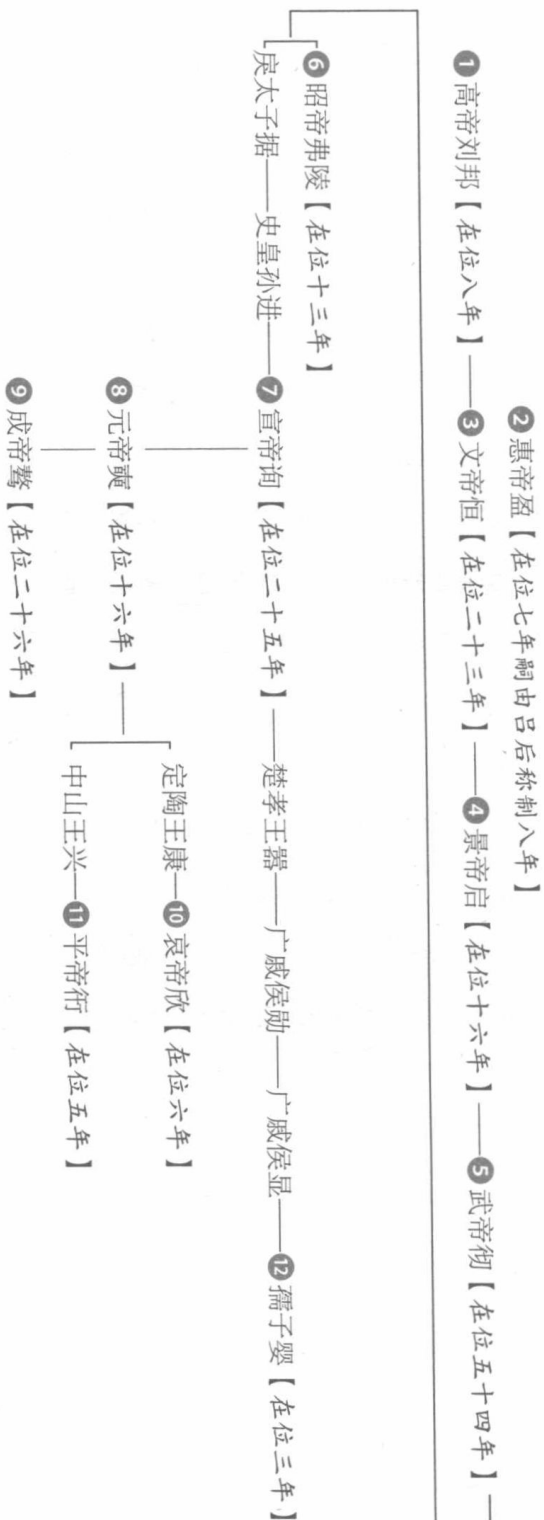 ❷惠帝盈【在位七年嗣由吕后称制八年】
❶高帝刘邦【在位八年】——❸文帝恒【在位二十三年】——❹景帝启【在位十六年】——❺武帝彻【在位五十四年】
❻昭帝弗陵【在位十三年】
戾太子据——史皇孙进——❼宣帝询【在位二十五年】——楚孝王嚣——广戚侯勋——广戚侯显——⓬孺子婴【在位三年】
定陶王康—❿哀帝欣【在位六年】
❽元帝奭【在位十六年】
中山王兴—⓫平帝衎【在位五年】
❾成帝骜【在位二十六年】